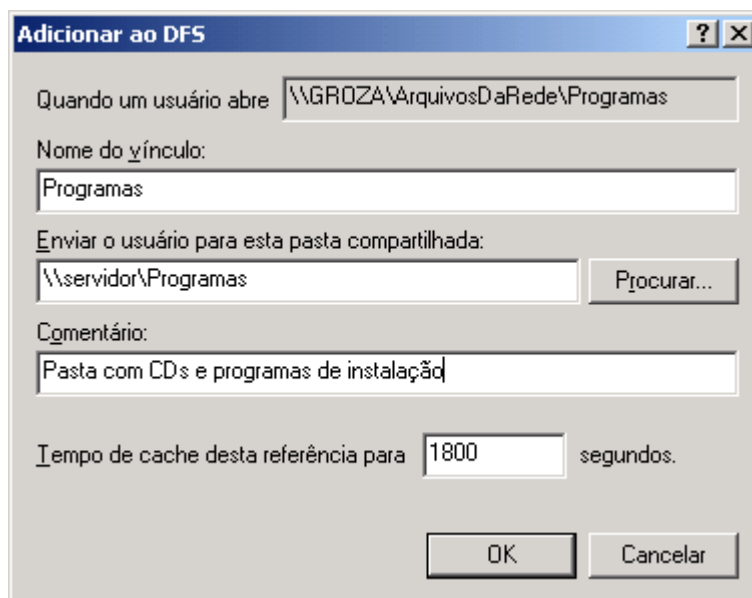 Adicionar ao DFS
Quando um usuário abre \\GROZA\ArquivosDaRede\Programas
Nome do vínculo:
Programas
Enviar o usuário para esta pasta compartilhada:
\\servidor\Programas Procurar...
Comentário:
Pasta com CDs e programas de instalação
Tempo de cache desta referência para 1800 segundos.
OK Cancelar